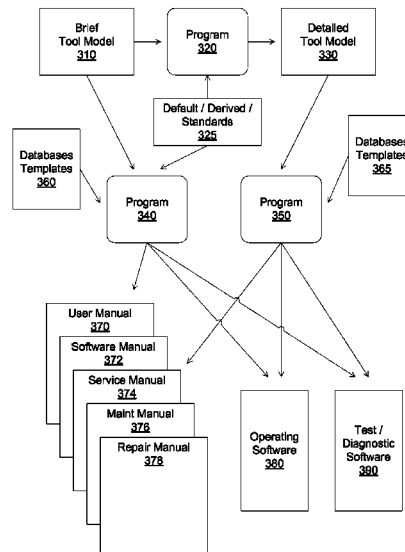 Brief
Tool Model
310
Program
320
Detailed
Tool Model
330
Default / Derived /
Standards
325
Databases
Templates
360
Databases
Templates
365
Program
340
Program
350
User Manual
370
Software Manual
372
Service Manual
374
Maint Manual
376
Repair Manual
378
Operating
Software
380
Test /
Diagnostic
Software
390